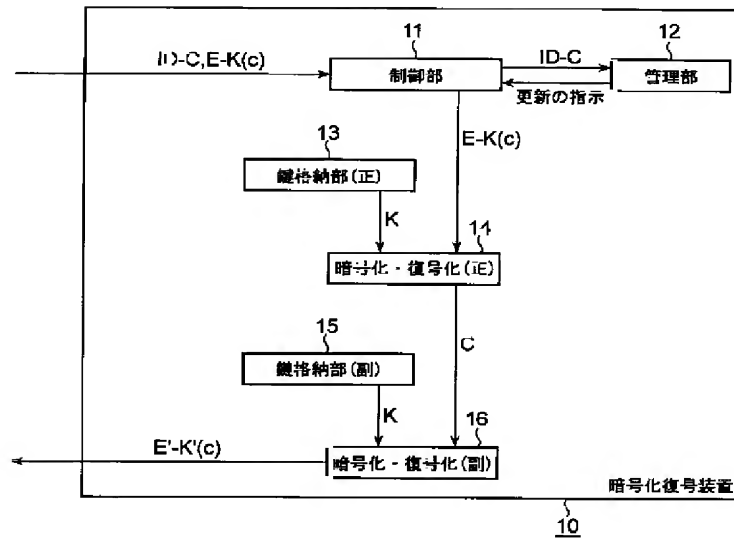 11
12
ID-C,E-K(c)
制御部
ID-C
管理部
更新の指示
E-K(c)
13
鍵格納部(正)
K
14
暗号化・復号化(正)
C
15
鍵格納部(副)
K
16
E'-K'(c)
暗号化・復号化(副)
暗号化復号装置
10